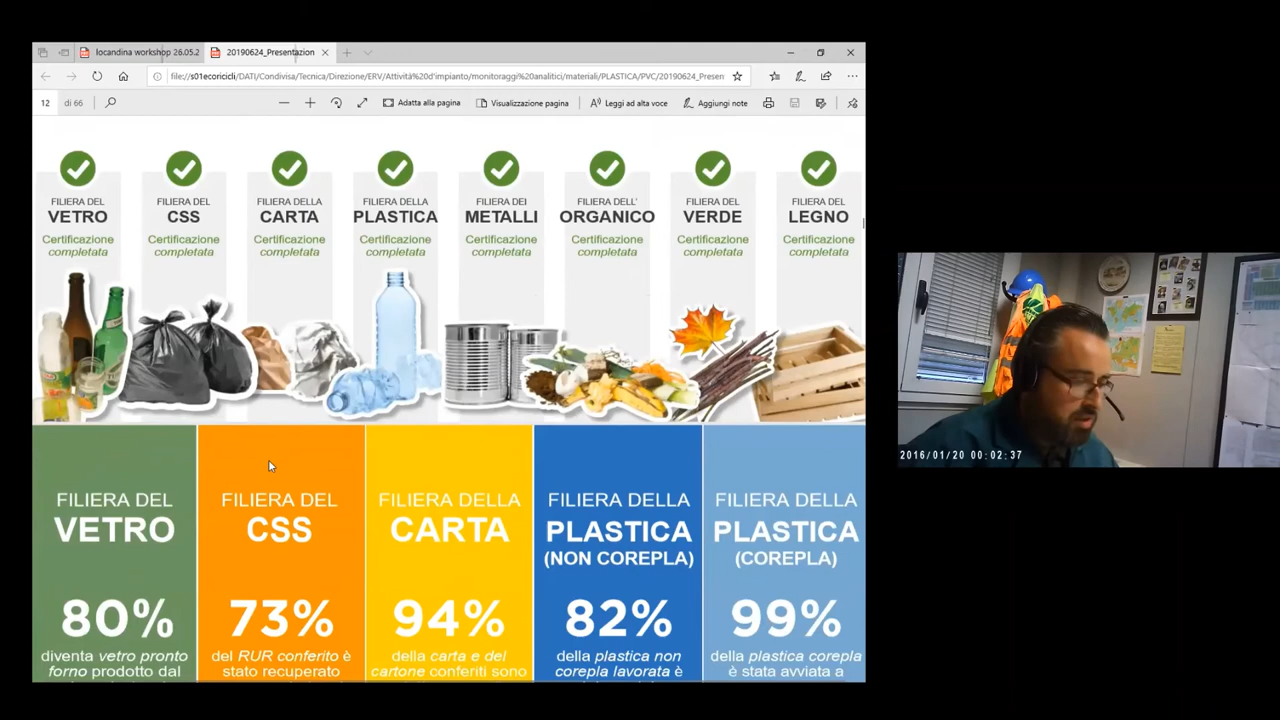 locandina workshop 26.05.2
20190624_Presentazion
file://s01ecoricicli/DATI/Condivisa/Tecnica/Direzione/ERV/Attività%20d'impianto/monitoraggi%20analitici/materiali/PLASTICA/PVC/20190624_Presen
12 di 66
Adatta alla pagina
Visualizzazione pagina
Leggi ad alta voce
Aggiungi note
FILIERA DEL
VETRO
Certificazione
completata
FILIERA DEL
CSS
Certificazione
completata
FILIERA DELLA
CARTA
Certificazione
completata
FILIERA DELLA
PLASTICA
Certificazione
completata
FILIERA DEI
METALLI
Certificazione
completata
FILIERA DELL'
ORGANICO
Certificazione
completata
FILIERA DEL
VERDE
Certificazione
completata
FILIERA DEL
LEGNO
Certificazione
completata
FILIERA DEL
VETRO
80%
diventa vetro pronto
forno prodotto dal
FILIERA DEL
CSS
73%
del RUR conferito è
stato recuperato
FILIERA DELLA
CARTA
94%
della carta e del
cartone conferiti sono
FILIERA DELLA
PLASTICA
(NON COREPLA)
82%
della plastica non
corepla lavorata è
FILIERA DELLA
PLASTICA
(COREPLA)
99%
della plastica corepla
è stata avviata a
2016/01/20 00:02:37